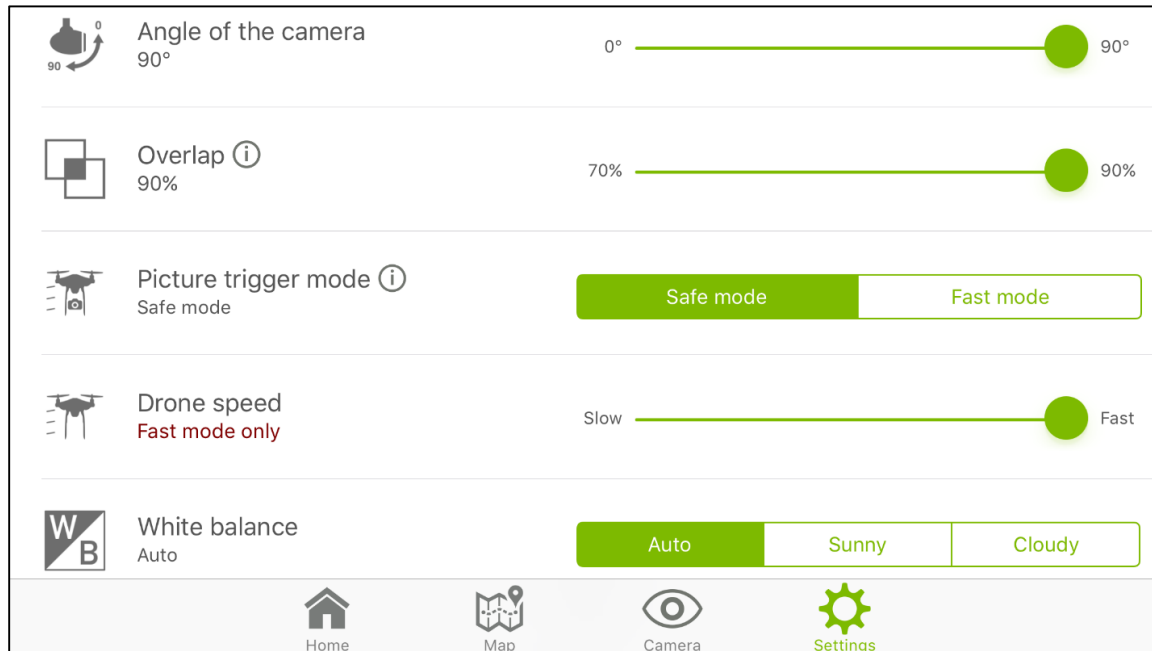 0
90
Angle of the camera
90°
0°
90°
Overlap i
90%
70%
90%
Picture trigger mode i
Safe mode
Safe mode
Fast mode
Drone speed
Fast mode only
Slow
Fast
W
B
White balance
Auto
Auto
Sunny
Cloudy
Home
Map
Camera
Settings